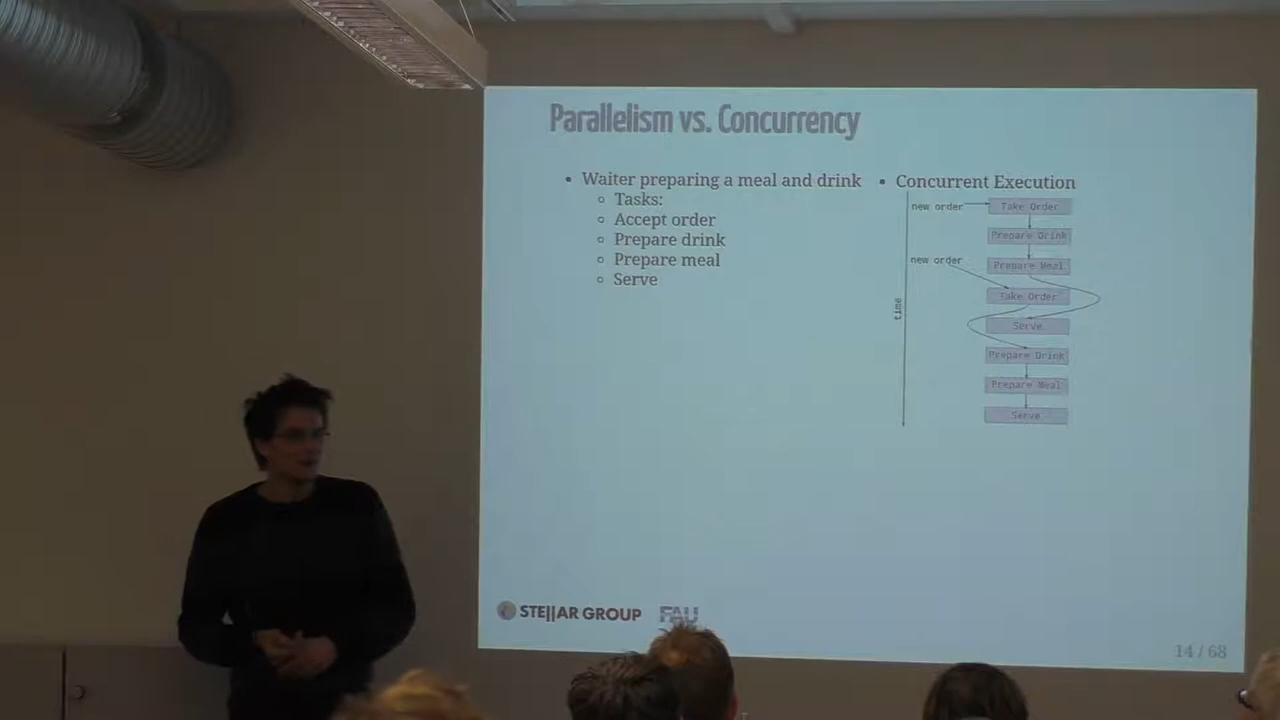 Parallelism vs. Concurrency
• Waiter preparing a meal and drink
◦ Tasks:
◦ Accept order
◦ Prepare drink
◦ Prepare meal
◦ Serve
• Concurrent Execution
new order
Take Order
Prepare Drink
Prepare Meal
new order
Take Order
Serve
Prepare Drink
Prepare Meal
Serve
time
STE||AR GROUP
FAU
14 / 68